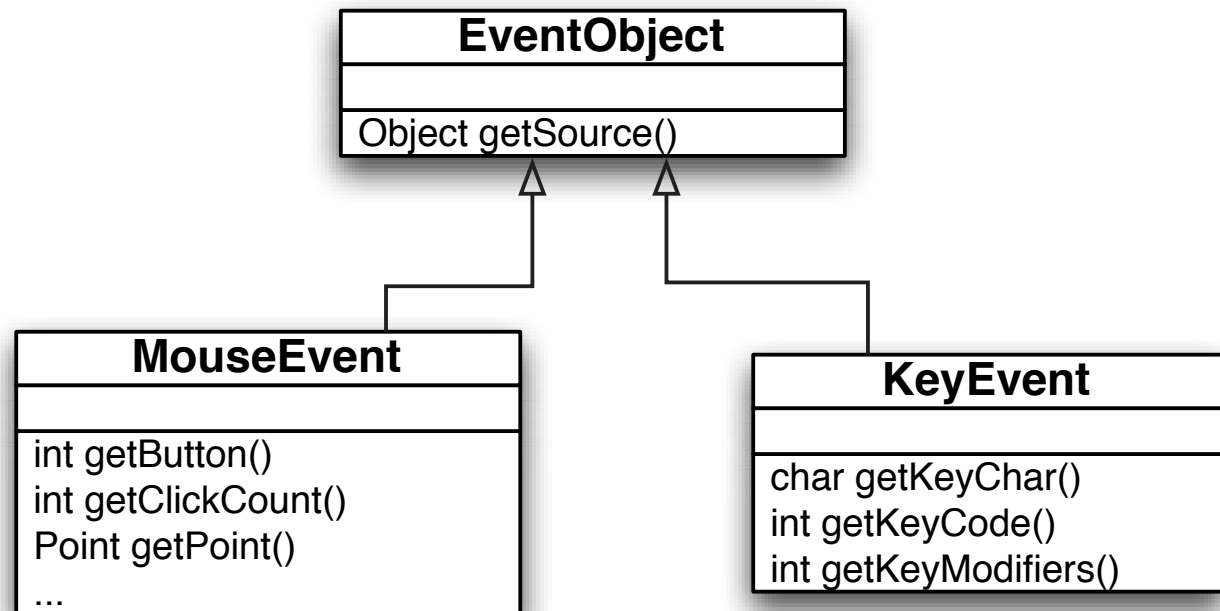 EventObject
Object getSource()
MouseEvent
int getButton()
int getClickCount()
Point getPoint()
...
KeyEvent
char getKeyChar()
int getKeyCode()
int getKeyModifiers()